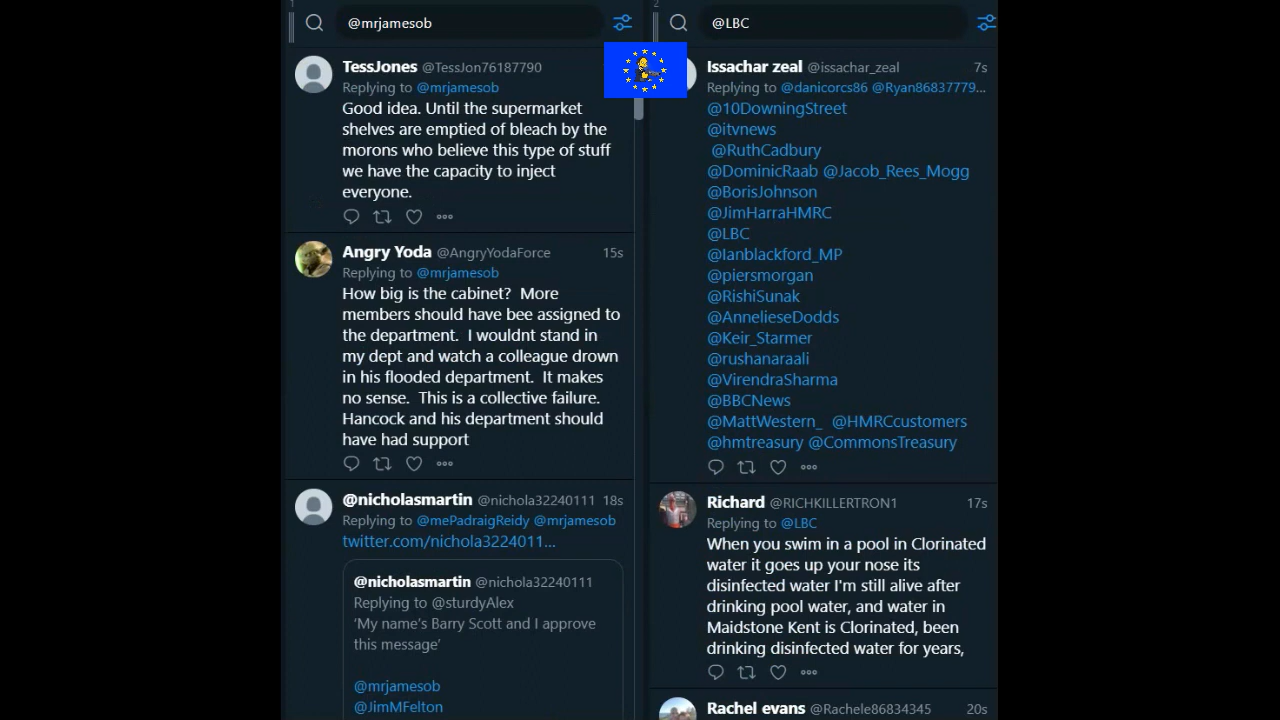 1
@mrjamesob
TessJones @TessJon76187790
Replying to @mrjamesob
Good idea. Until the supermarket
shelves are emptied of bleach by the
morons who believe this type of stuff
we have the capacity to inject
everyone.
Angry Yoda @AngryYodaForce 15s
Replying to @mrjamesob
How big is the cabinet? More
members should have bee assigned to
the department. I wouldnt stand in
my dept and watch a colleague drown
in his flooded department. It makes
no sense. This is a collective failure.
Hancock and his department should
have had support
@nicholasmartin @nichola32240111 18s
Replying to @mePadraigReidy @mrjamesob
twitter.com/nichola3224011...
@nicholasmartin @nichola32240111
Replying to @sturdyAlex
‘My name’s Barry Scott and I approve
this message’
@mrjamesob
@JimMFelton
2
@LBC
Issachar zeal @issachar_zeal 7s
Replying to @danicorcs86 @Ryan86837779...
@10DowningStreet
@itvnews
@RuthCadbury
@DominicRaab @Jacob_Rees_Mogg
@BorisJohnson
@JimHarraHMRC
@LBC
@Ianblackford_MP
@piersmorgan
@RishiSunak
@AnnelieseDodds
@Keir_Starmer
@rushanaraali
@VirendraSharma
@BBCNews
@MattWestern_ @HMRCcustomers
@hmtreasury @CommonsTreasury
Richard @RICHKILLERTRON1 17s
Replying to @LBC
When you swim in a pool in Clorinated
water it goes up your nose its
disinfected water I'm still alive after
drinking pool water, and water in
Maidstone Kent is Clorinated, been
drinking disinfected water for years,
Rachel evans @Rachele86834345 20s